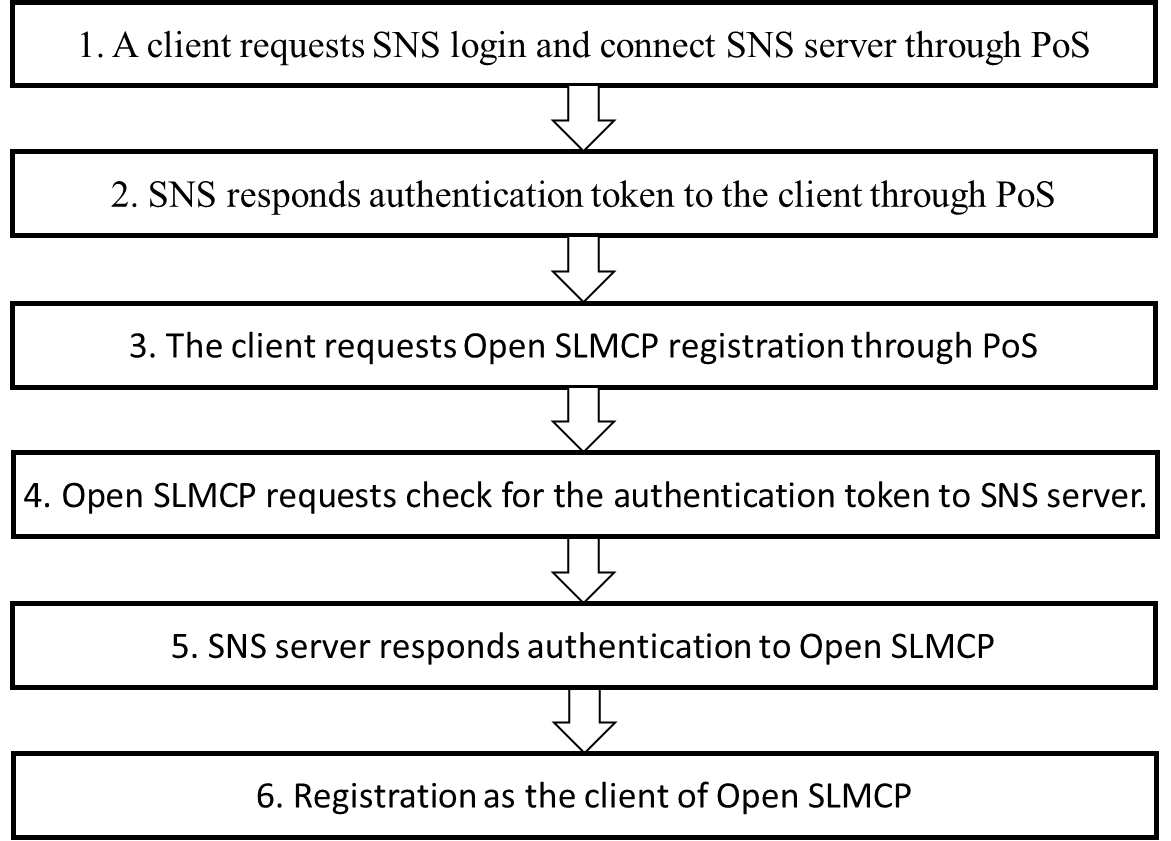 1. A client requests SNS login and connect SNS server through PoS
2. SNS responds authentication token to the client through PoS
3. The client requests Open SLMCP registration through PoS
4. Open SLMCP requests check for the authentication token to SNS server.
5. SNS server responds authentication to Open SLMCP
6. Registration as the client of Open SLMCP